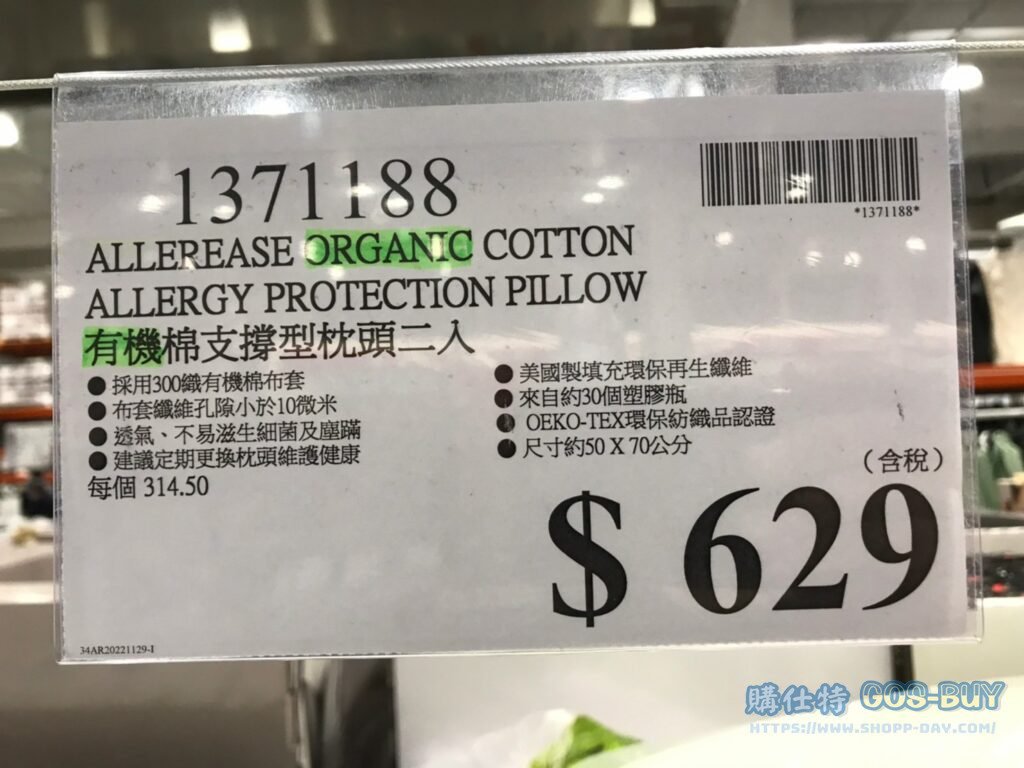 1371188
*1371188*
ALLEREASE ORGANIC COTTON
ALLERGY PROTECTION PILLOW
有機棉支撐型枕頭二入
● 採用300織有機棉布套
● 布套纖維孔隙小於10微米
● 透氣、不易滋生細菌及塵蹣
● 建議定期更換枕頭維護健康
每個 314.50
● 美國製填充環保再生纖維
● 來自約30個塑膠瓶
● OEKO-TEX環保紡織品認證
● 尺寸約50 X 70公分
(含稅)
$ 629
34AR20221129-I
購仕特 GOS-BUY
HTTPS://WWW.SHOPP-DAY.COM/